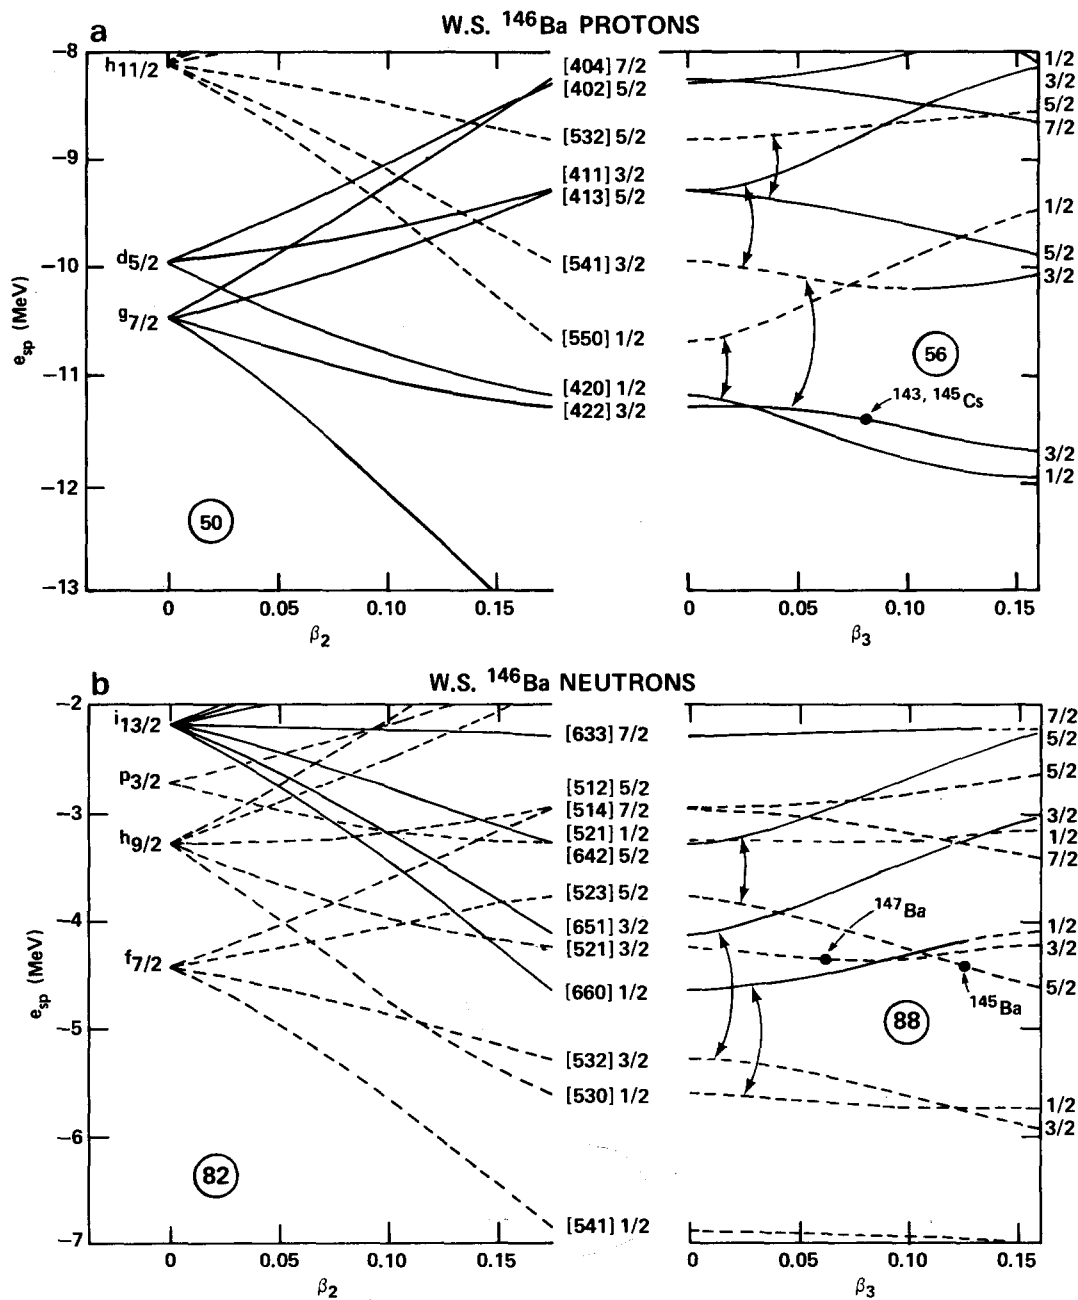 a
W.S. ¹⁴⁶Ba PROTONS
−8
h11/2
[404] 7/2
[402] 5/2
1/2
3/2
5/2
7/2
[532] 5/2
−9
[411] 3/2
[413] 5/2
1/2
d5/2
−10
[541] 3/2
5/2
3/2
g7/2
e_sp (MeV)
[550] 1/2
56
−11
[420] 1/2
[422] 3/2
143, 145Cs
3/2
1/2
−12
50
−13
0 0.05 0.10 0.15
0 0.05 0.10 0.15
β₂
β₃
b
W.S. ¹⁴⁶Ba NEUTRONS
−2
i13/2
[633] 7/2
7/2
5/2
p3/2
[512] 5/2
5/2
−3
[514] 7/2
[521] 1/2
[642] 5/2
3/2
1/2
7/2
h9/2
[523] 5/2
147Ba
−4
[651] 3/2
[521] 3/2
1/2
3/2
f7/2
e_sp (MeV)
[660] 1/2
145Ba
5/2
−5
88
[532] 3/2
[530] 1/2
1/2
3/2
−6
82
[541] 1/2
−7
0 0.05 0.10 0.15
0 0.05 0.10 0.15
β₂
β₃